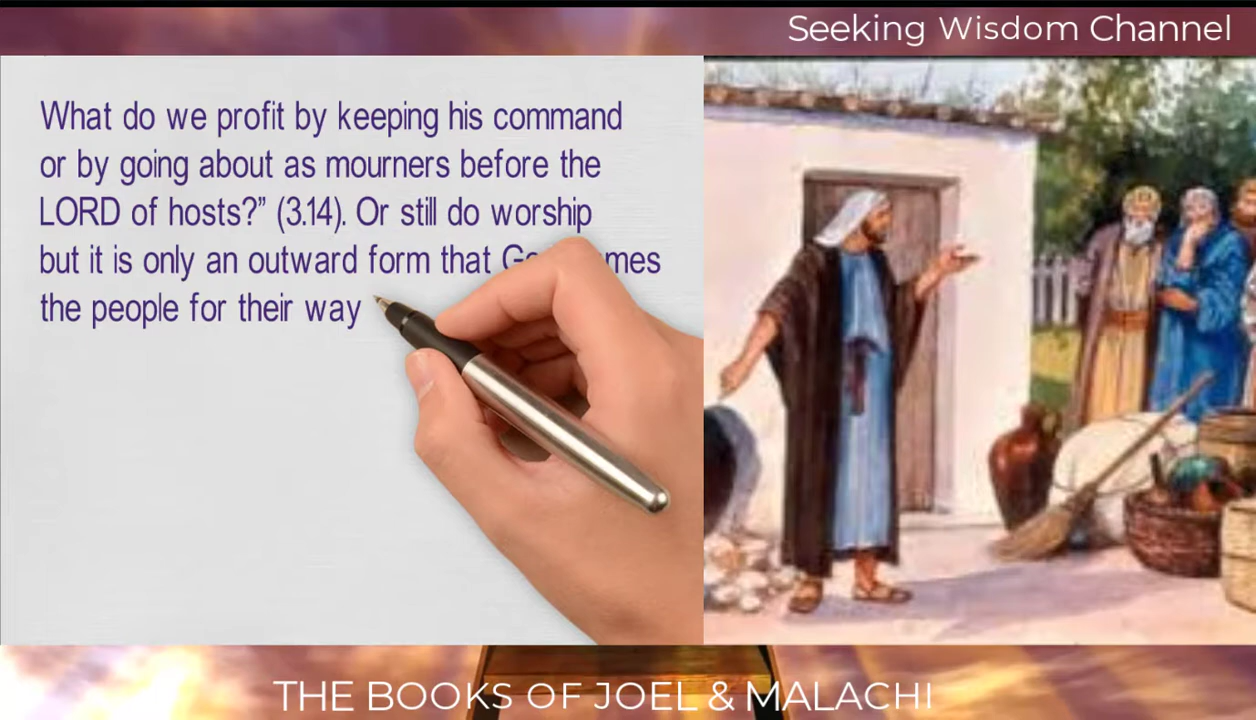 Seeking Wisdom Channel
What do we profit by keeping his command
or by going about as mourners before the
LORD of hosts?” (3.14). Or still do worship
but it is only an outward form that
the people for their way
THE BOOKS OF JOEL & MALACHI